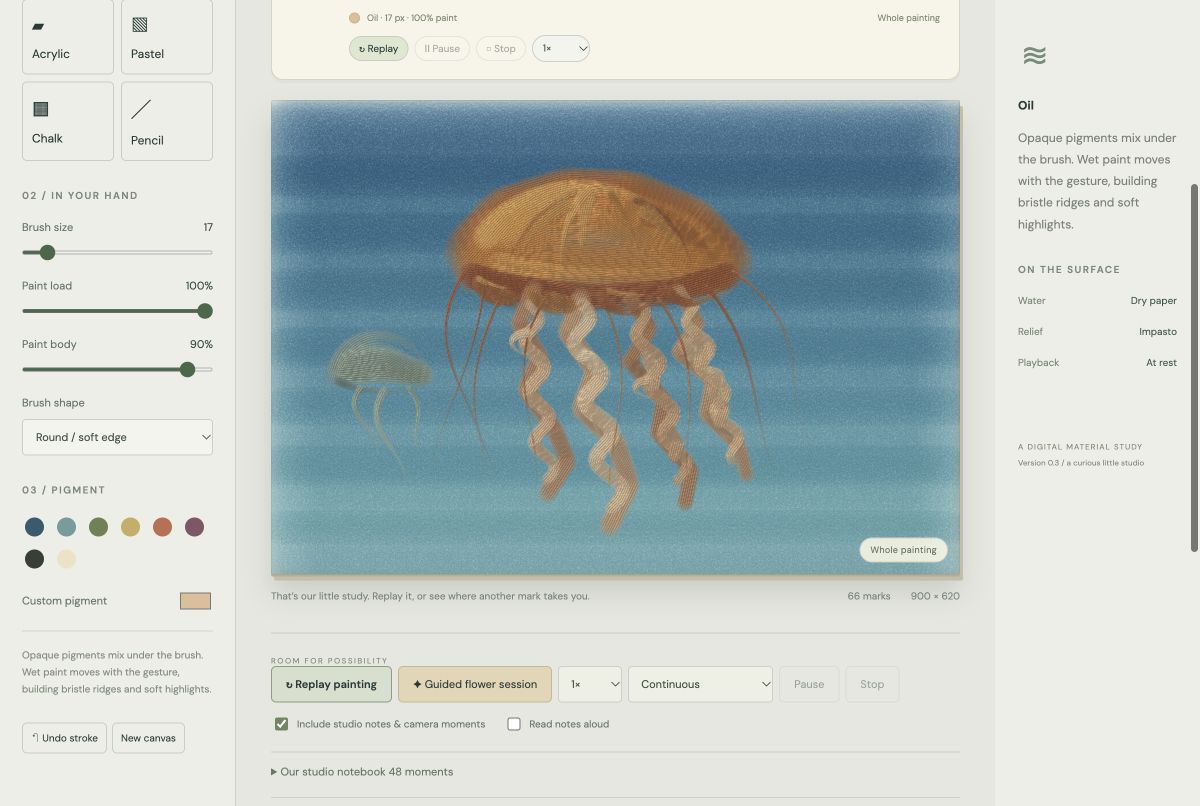 Acrylic
Pastel
Chalk
Pencil
02 / IN YOUR HAND
Brush size 17
Paint load 100%
Paint body 90%
Brush shape
Round / soft edge
03 / PIGMENT
Custom pigment
Opaque pigments mix under the brush.
Wet paint moves with the gesture,
building bristle ridges and soft highlights.
Undo stroke
New canvas
Oil · 17 px · 100% paint
Whole painting
↻ Replay
II Pause
▫ Stop
1×
Whole painting
That's our little study. Replay it, or see where another mark takes you.
66 marks
900 × 620
ROOM FOR POSSIBILITY
↻ Replay painting
✦ Guided flower session
1×
Continuous
Pause
Stop
Include studio notes & camera moments
Read notes aloud
Our studio notebook 48 moments
Oil
Opaque pigments mix under
the brush. Wet paint moves
with the gesture, building
bristle ridges and soft
highlights.
ON THE SURFACE
Water Dry paper
Relief Impasto
Playback At rest
A DIGITAL MATERIAL STUDY
Version 0.3 / a curious little studio